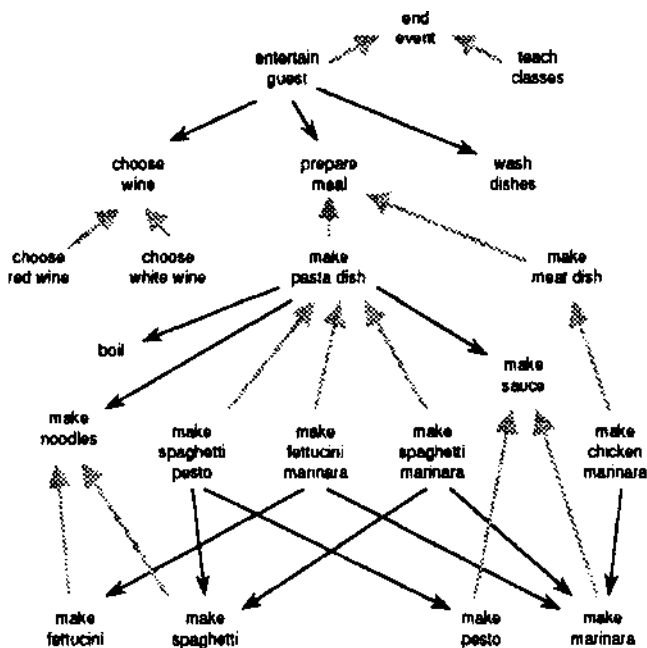 end
event
entertain
guest
teach
classes
choose
wine
prepare
meal
wash
dishes
choose
red wine
choose
white wine
make
pasta dish
make
meat dish
boil
make
sauce
make
noodles
make
spaghetti
pesto
make
fettucini
marinara
make
spaghetti
marinara
make
chicken
marinara
make
fettucini
make
spaghetti
make
pesto
make
marinara